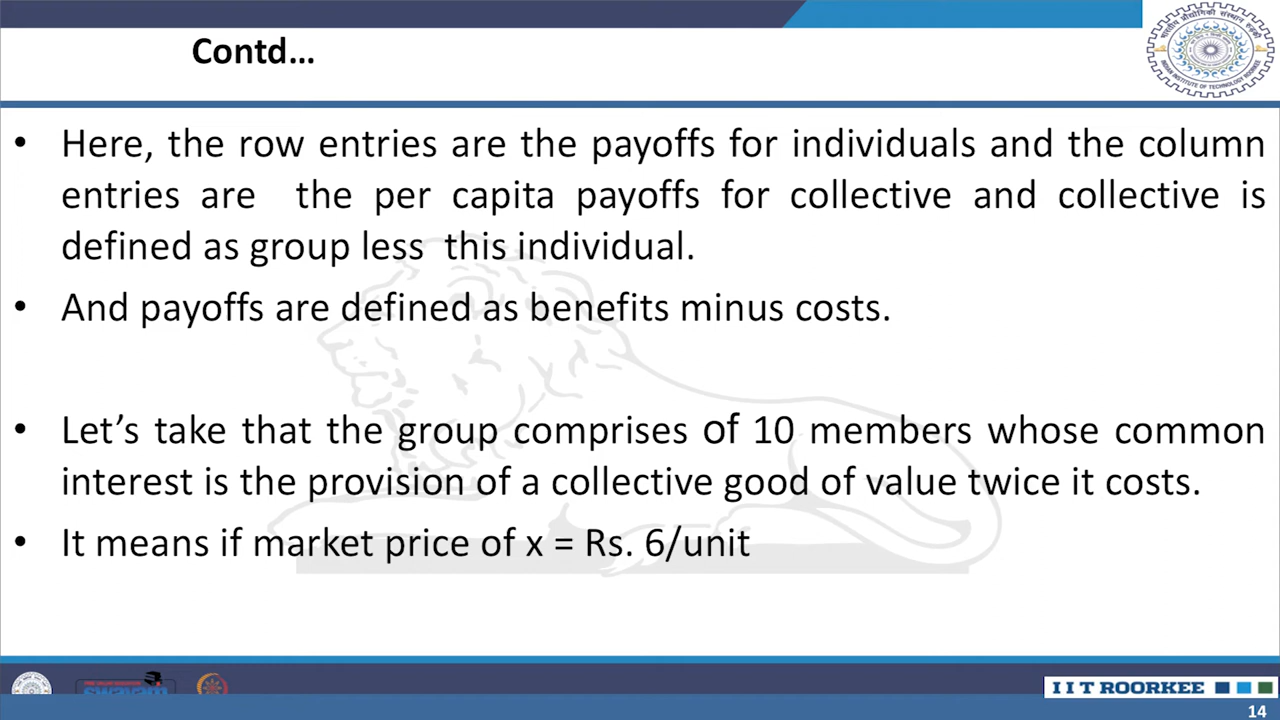 Contd...
• Here, the row entries are the payoffs for individuals and the column
entries are the per capita payoffs for collective and collective is
defined as group less this individual.
• And payoffs are defined as benefits minus costs.
• Let's take that the group comprises of 10 members whose common
interest is the provision of a collective good of value twice it costs.
• It means if market price of x = Rs. 6/unit
swayam
IIT ROORKEE
14